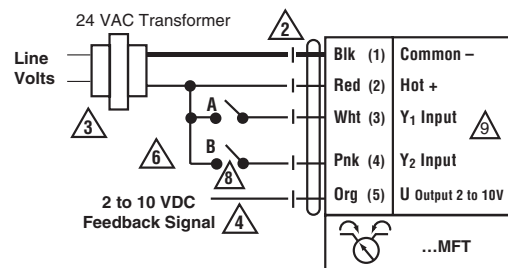 24 VAC Transformer
2
Line
Volts
3
Blk (1) Common –
Red (2) Hot +
A
Wht (3) Y1 Input
9
B
6
8
Pnk (4) Y2 Input
2 to 10 VDC
Feedback Signal
4
Org (5) U Output 2 to 10V
...MFT